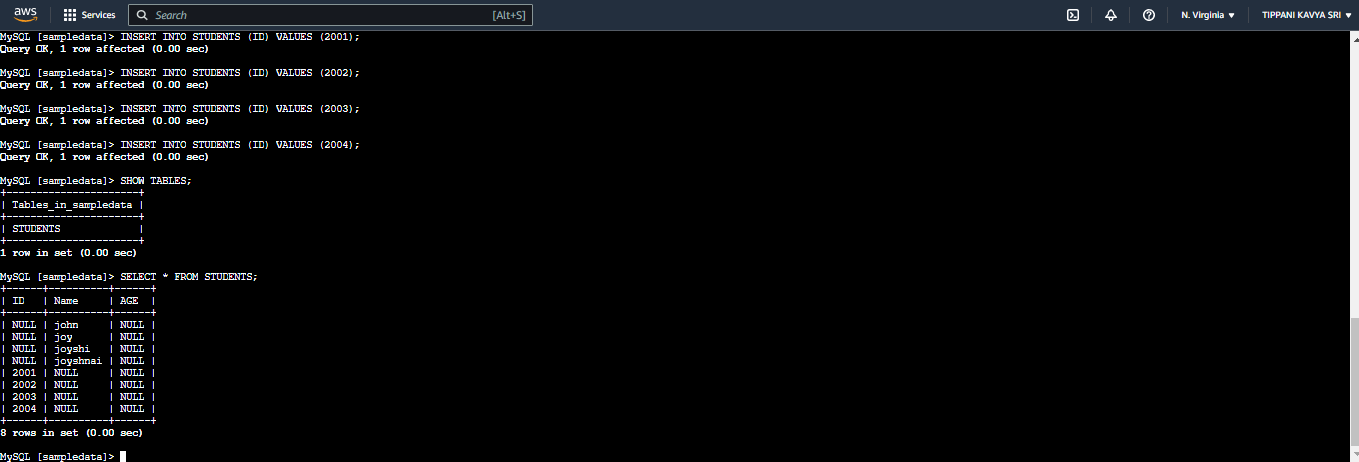 aws Services Search [Alt+S] N. Virginia TIPPANI KAVYA SRI
MySQL [sampledata]> INSERT INTO STUDENTS (ID) VALUES (2001);
Query OK, 1 row affected (0.00 sec)
MySQL [sampledata]> INSERT INTO STUDENTS (ID) VALUES (2002);
Query OK, 1 row affected (0.00 sec)
MySQL [sampledata]> INSERT INTO STUDENTS (ID) VALUES (2003);
Query OK, 1 row affected (0.00 sec)
MySQL [sampledata]> INSERT INTO STUDENTS (ID) VALUES (2004);
Query OK, 1 row affected (0.00 sec)
MySQL [sampledata]> SHOW TABLES;
+----------------------+
| Tables_in_sampledata |
+----------------------+
| STUDENTS             |
+----------------------+
1 row in set (0.00 sec)
MySQL [sampledata]> SELECT * FROM STUDENTS;
+------+----------+------+
| ID   | Name     | AGE  |
+------+----------+------+
| NULL | john     | NULL |
| NULL | joy      | NULL |
| NULL | joyshi   | NULL |
| NULL | joyshnai | NULL |
| 2001 | NULL     | NULL |
| 2002 | NULL     | NULL |
| 2003 | NULL     | NULL |
| 2004 | NULL     | NULL |
+------+----------+------+
8 rows in set (0.00 sec)
MySQL [sampledata]>